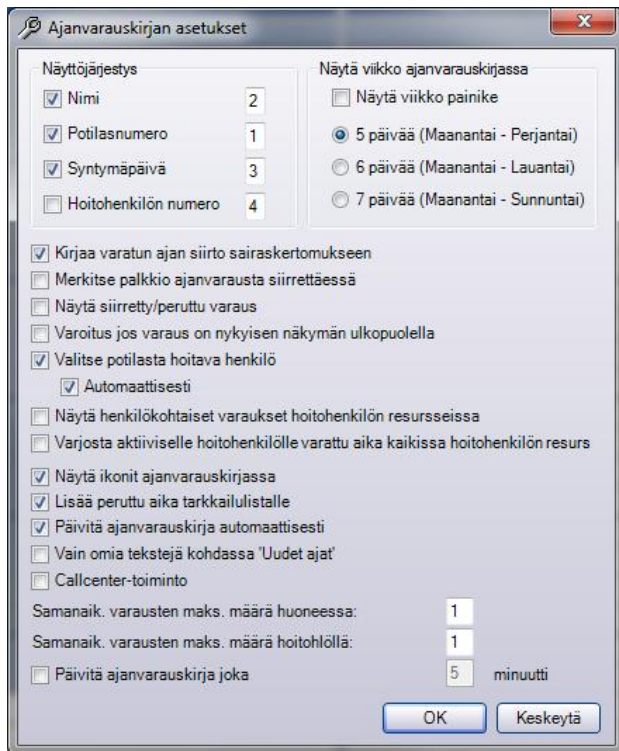 Ajanvarauskirjan asetukset
Näyttöjärjestys
Nimi 2
Potilasnumero 1
Syntymäpäivä 3
Hoitohenkilön numero 4
Näytä viikko ajanvarauskirjassa
Näytä viikko painike
5 päivää (Maanantai - Perjantai)
6 päivää (Maanantai - Lauantai)
7 päivää (Maanantai - Sunnuntai)
Kirjaa varatun ajan siirto sairaskertomukseen
Merkitse palkkio ajanvarausta siirrettäessä
Näytä siirretty/peruttu varaus
Varoitus jos varaus on nykyisen näkymän ulkopuolella
Valitse potilasta hoitava henkilö
Automaattisesti
Näytä henkilökohtaiset varaukset hoitohenkilön resursseissa
Varjosta aktiiviselle hoitohenkilölle varattu aika kaikissa hoitohenkilön resurs
Näytä ikonit ajanvarauskirjassa
Lisää peruttu aika tarkkailulistalle
Päivitä ajanvarauskirja automaattisesti
Vain omia tekstejä kohdassa 'Uudet ajat'
Callcenter-toiminto
Samanaik. varausten maks. määrä huoneessa: 1
Samanaik. varausten maks. määrä hoitohlöllä: 1
Päivitä ajanvarauskirja joka 5 minuutti
OK Keskeytä